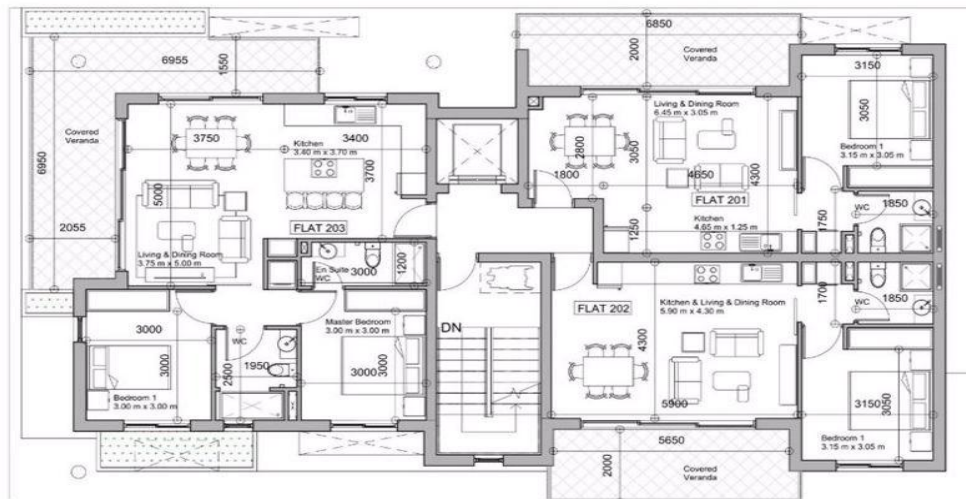 6955
1550
Covered
Veranda
6950
2055
3750
3400
Kitchen
3.40 m x 3.70 m
3700
5000
FLAT 203
Living & Dining Room
3.75 m x 5.00 m
En Suite
WC
3000
1200
3000
3000
Bedroom 1
3.00 m x 3.00 m
WC
1950
2500
Master Bedroom
3.00 m x 3.00 m
3000
DN
6850
2000
Covered
Veranda
Living & Dining Room
6.45 m x 3.05 m
2800
3050
1800
4650
4300
FLAT 201
Kitchen
4.65 m x 1.25 m
1250
3150
3050
Bedroom 1
3.15 m x 3.05 m
WC
1850
1750
FLAT 202
Kitchen & Living & Dining Room
5.90 m x 4.30 m
4300
5900
1700
WC
1850
3150
3050
Bedroom 1
3.15 m x 3.05 m
5650
2000
Covered
Veranda